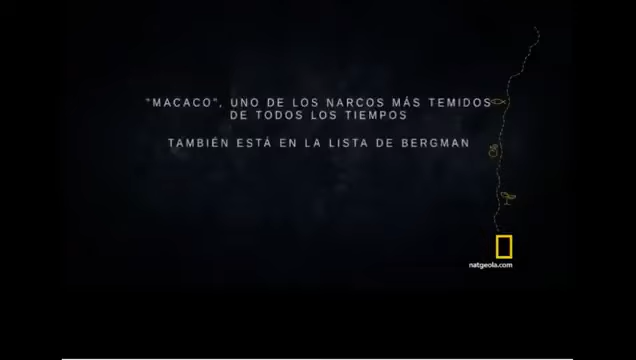 "MACACO", UNO DE LOS NARCOS MÁS TEMIDOS
DE TODOS LOS TIEMPOS
TAMBIÉN ESTÁ EN LA LISTA DE BERGMAN
natgeola.com